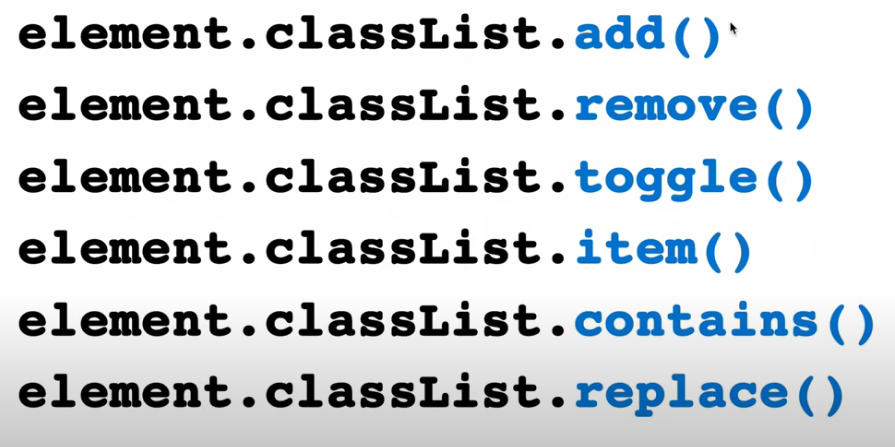 element.classList.add()
element.classList.remove()
element.classList.toggle()
element.classList.item()
element.classList.contains()
element.classList.replace()